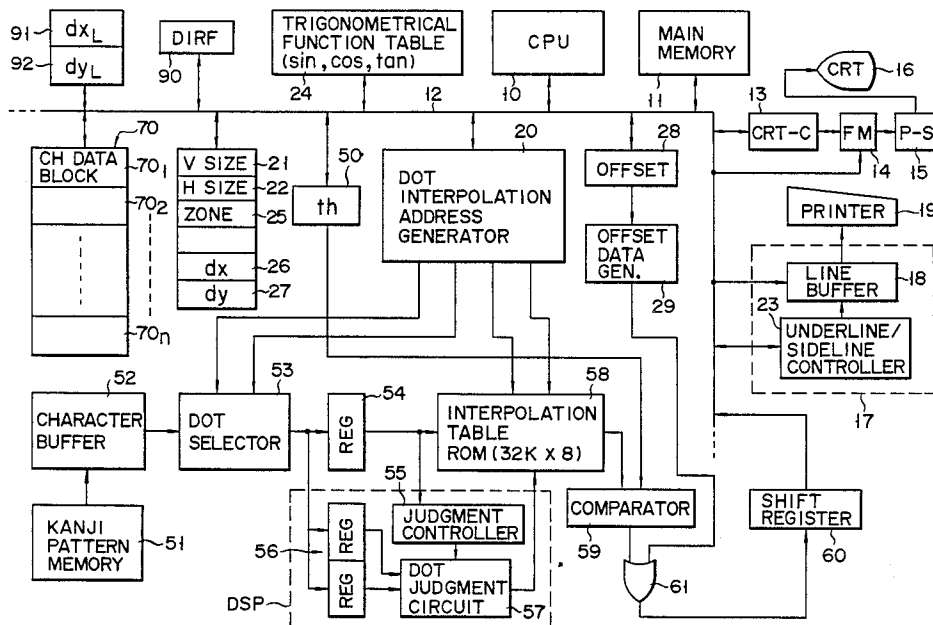 91
dxL
92
dyL
DIRF
90
TRIGONOMETRICAL
FUNCTION TABLE
(sin, cos, tan)
24
CPU
10
MAIN
MEMORY
11
12
CRT
16
13
CRT-C
FM
14
P-S
15
70
CH DATA
BLOCK
701
702
70n
V SIZE
21
H SIZE
22
ZONE
25
dx
26
dy
27
50
th
20
DOT
INTERPOLATION
ADDRESS
GENERATOR
28
OFFSET
OFFSET
DATA
GEN.
29
PRINTER
19
LINE
BUFFER
18
23
UNDERLINE/
SIDELINE
CONTROLLER
17
52
CHARACTER
BUFFER
53
DOT
SELECTOR
54
REG
58
INTERPOLATION
TABLE
ROM (32K x 8)
KANJI
PATTERN
MEMORY
51
55
JUDGMENT
CONTROLLER
56
REG
REG
DOT
JUDGMENT
CIRCUIT
57
DSP
COMPARATOR
59
61
SHIFT
REGISTER
60